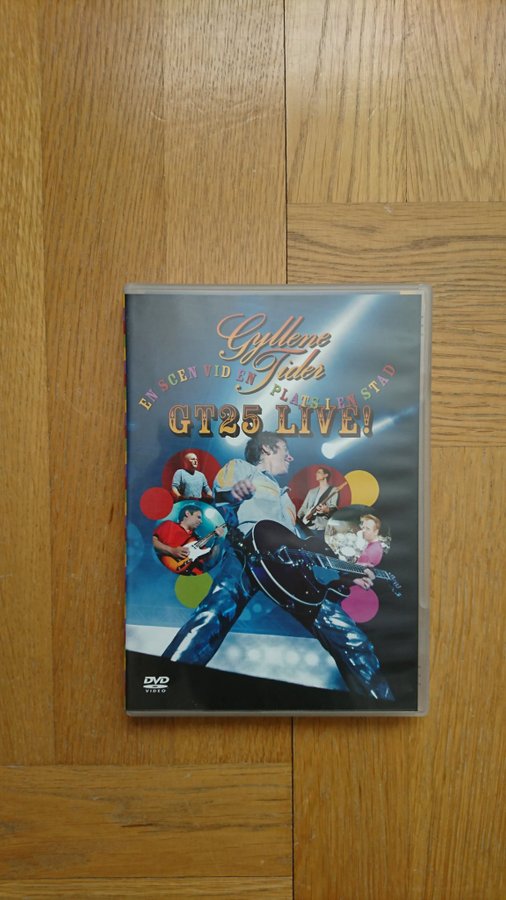 Gyllene
Tider
EN SCEN VID EN PLATS I EN STAD
GT25 LIVE!
DVD
VIDEO